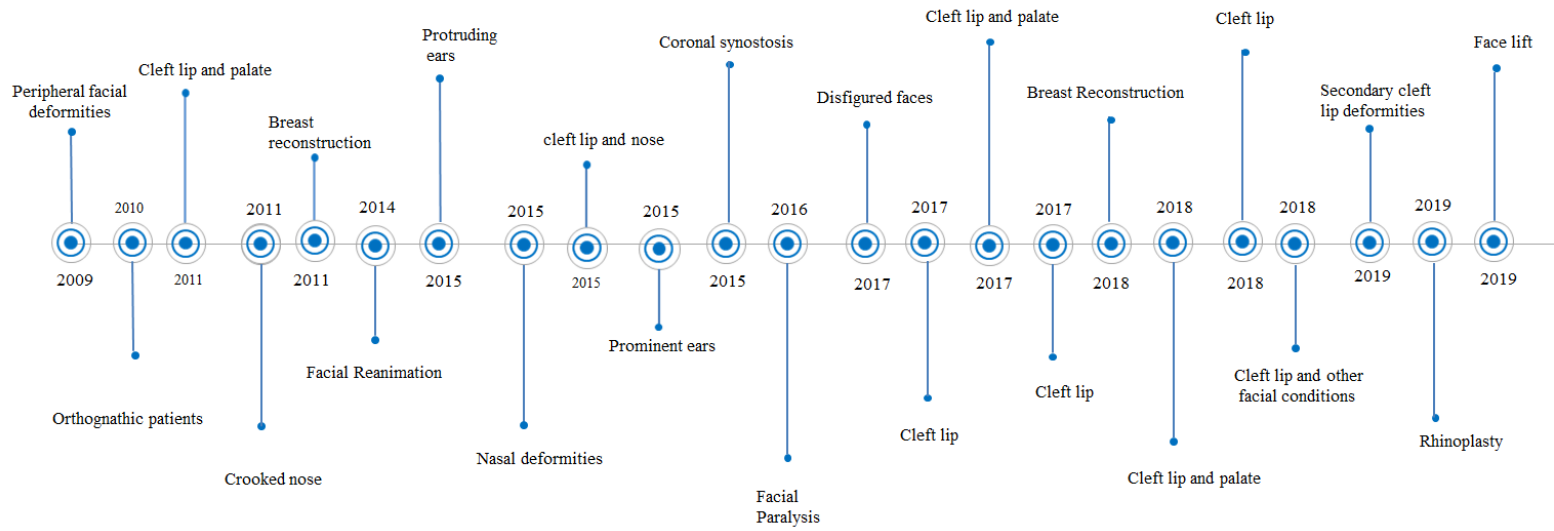 Cleft lip and palate
Cleft lip
Protruding
ears
Coronal synostosis
Face lift
Cleft lip and palate
Peripheral facial
deformities
Disfigured faces
Breast Reconstruction
Secondary cleft
lip deformities
Breast
reconstruction
cleft lip and nose
2010
2011
2014
2015
2015
2016
2017
2017
2018
2018
2019
2009
2011
2011
2015
2015
2015
2017
2017
2018
2018
2019
2019
Prominent ears
Facial Reanimation
Cleft lip and other
facial conditions
Cleft lip
Orthognathic patients
Cleft lip
Rhinoplasty
Nasal deformities
Crooked nose
Cleft lip and palate
Facial
Paralysis